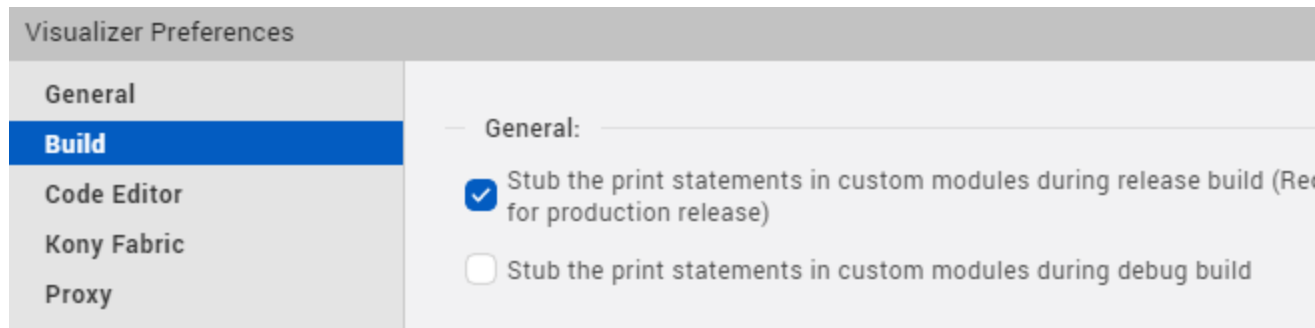 Visualizer Preferences
General
Build
Code Editor
Kony Fabric
Proxy
General:
Stub the print statements in custom modules during release build
for production release)
Stub the print statements in custom modules during debug build